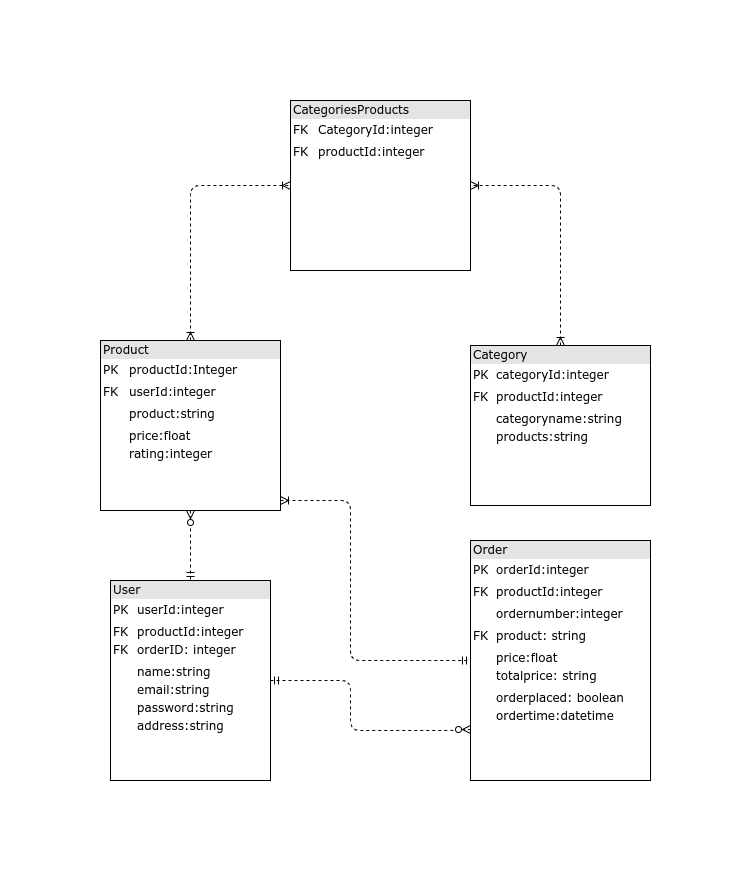 CategoriesProducts
FK CategoryId:integer
FK productId:integer
Product
PK productId:Integer
FK userId:integer
product:string
price:float
rating:integer
Category
PK categoryId:integer
FK productId:integer
categoryname:string
products:string
User
PK userId:integer
FK productId:integer
FK orderID: integer
name:string
email:string
password:string
address:string
Order
PK orderId:integer
FK productId:integer
ordernumber:integer
FK product: string
price:float
totalprice: string
orderplaced: boolean
ordertime:datetime